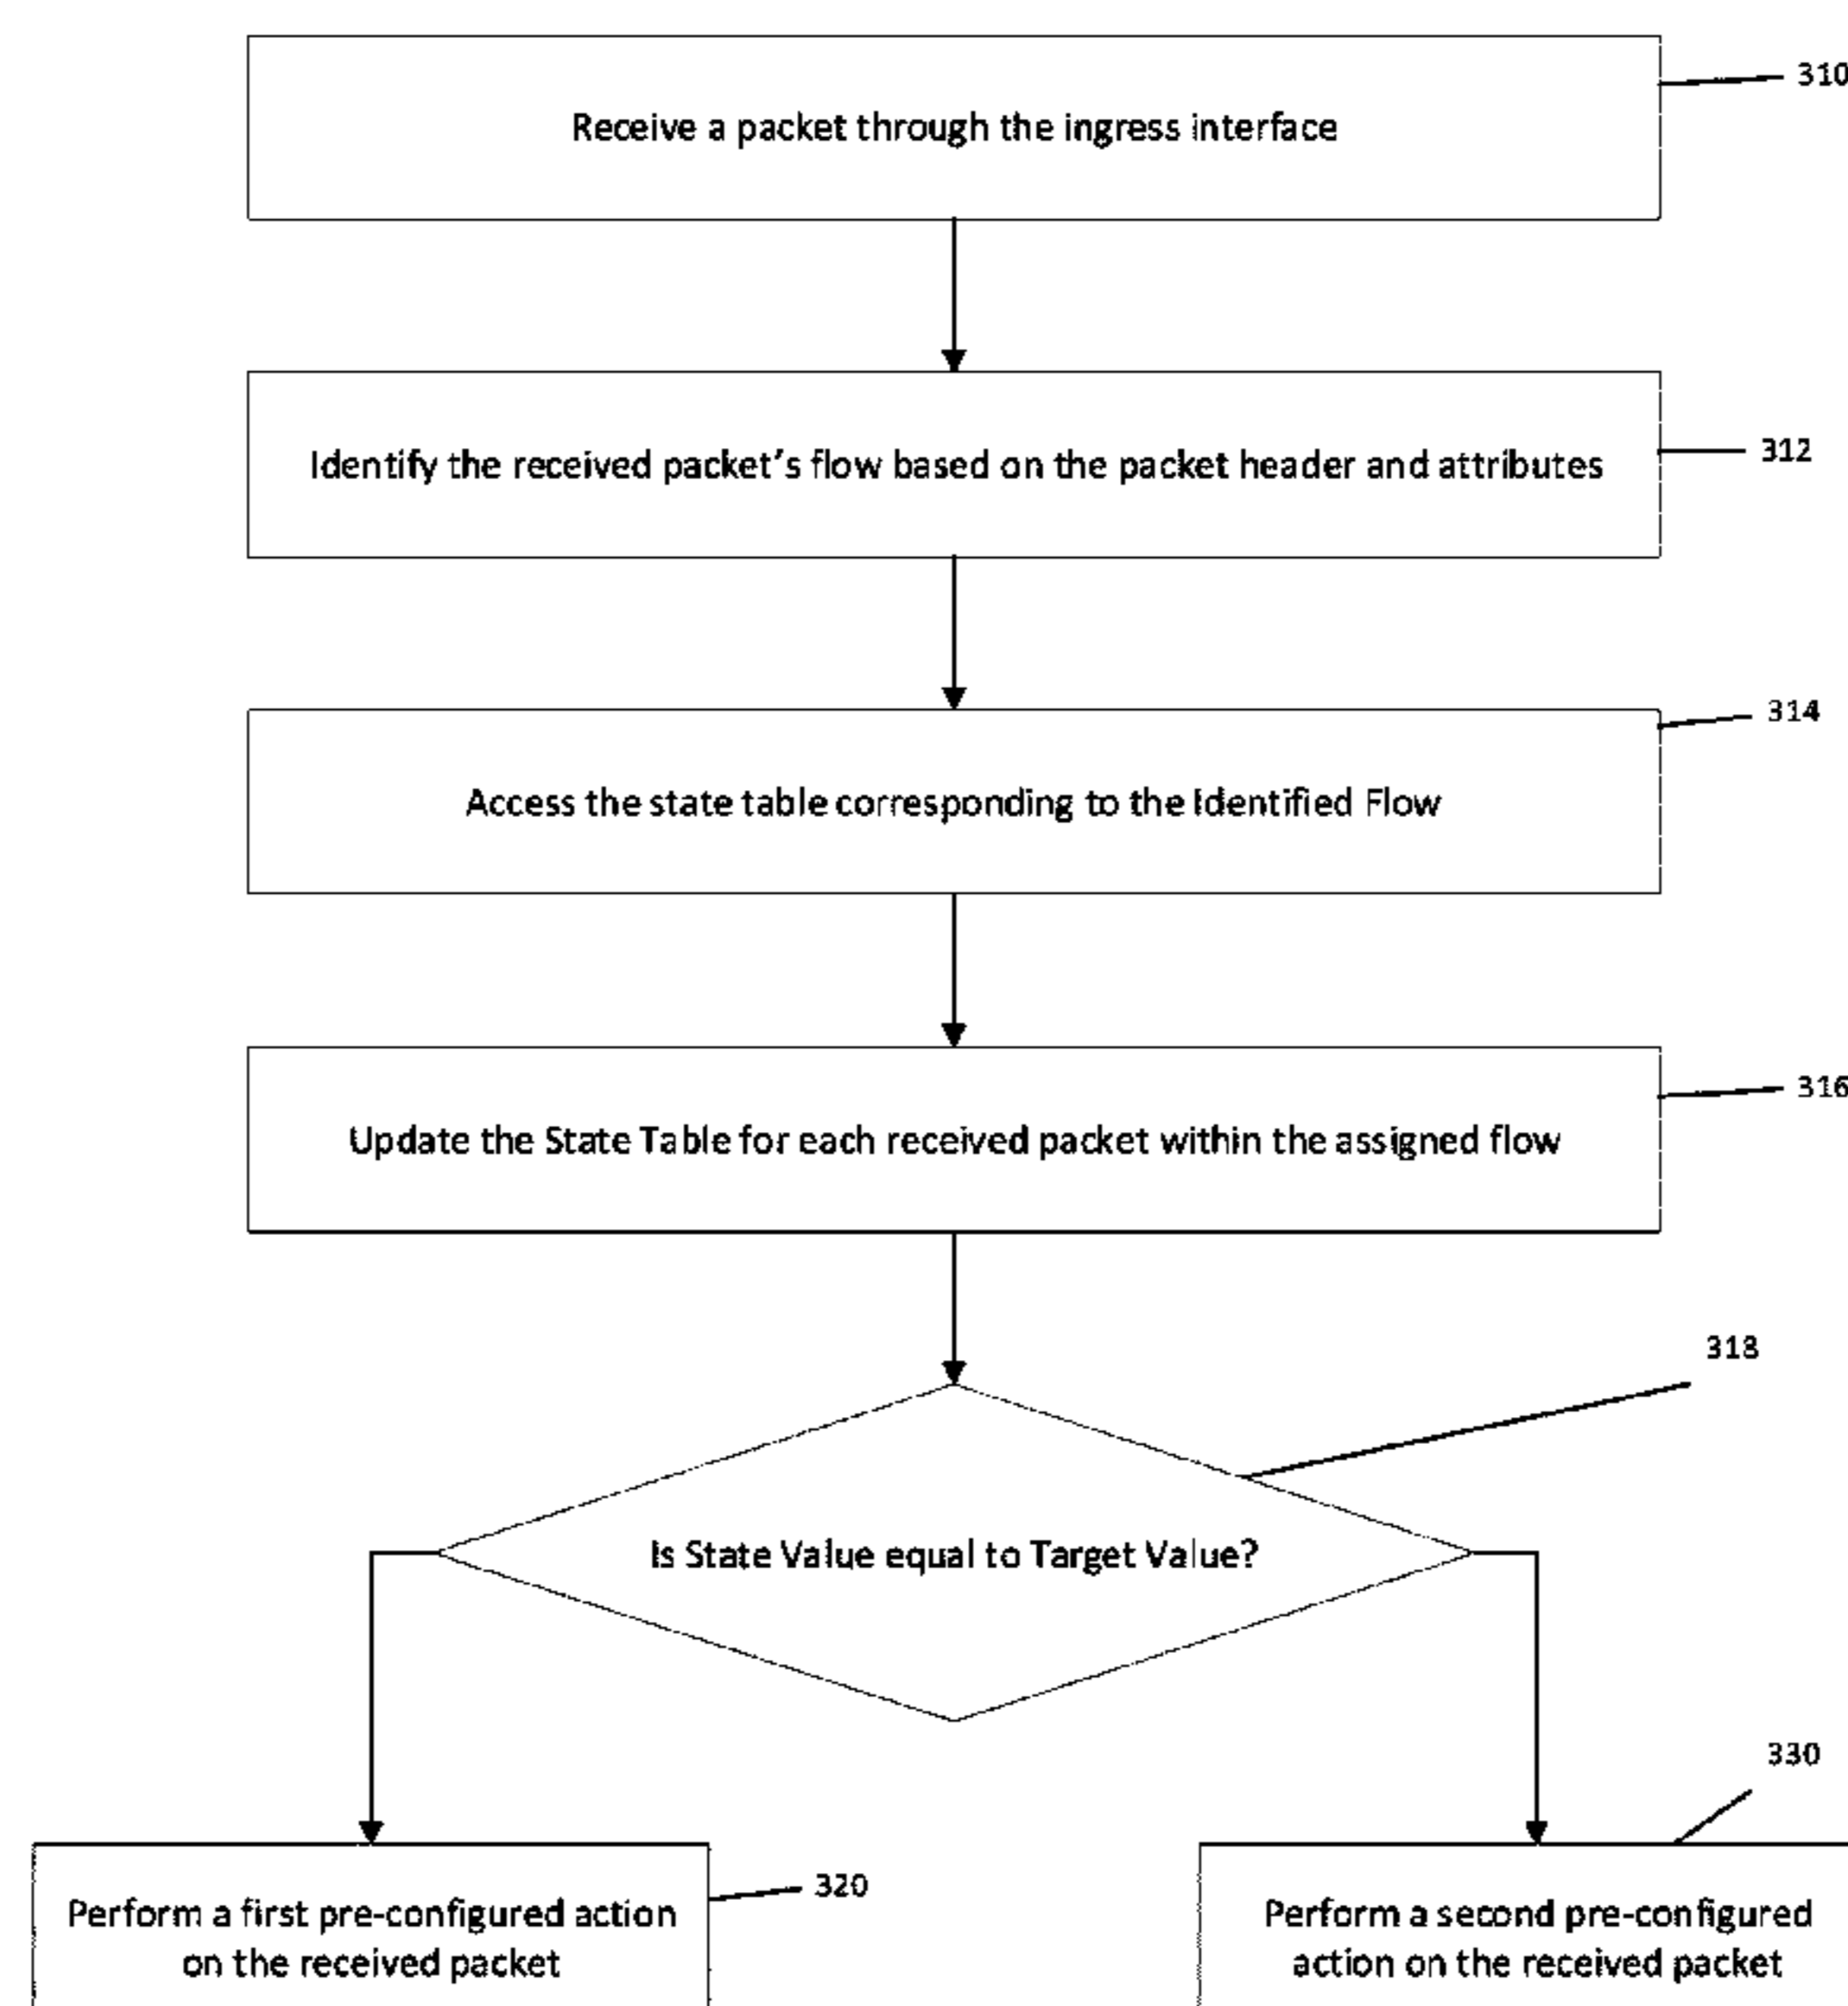 310
Receive a packet through the ingress interface
Identify the received packet's flow based on the packet header and attributes
312
314
Access the state table corresponding to the Identified Flow
316
Update the State Table for each received packet within the assigned flow
318
Is State Value equal to Target Value?
330
320
Perform a first pre-configured action
on the received packet
Perform a second pre-configured
action on the received packet